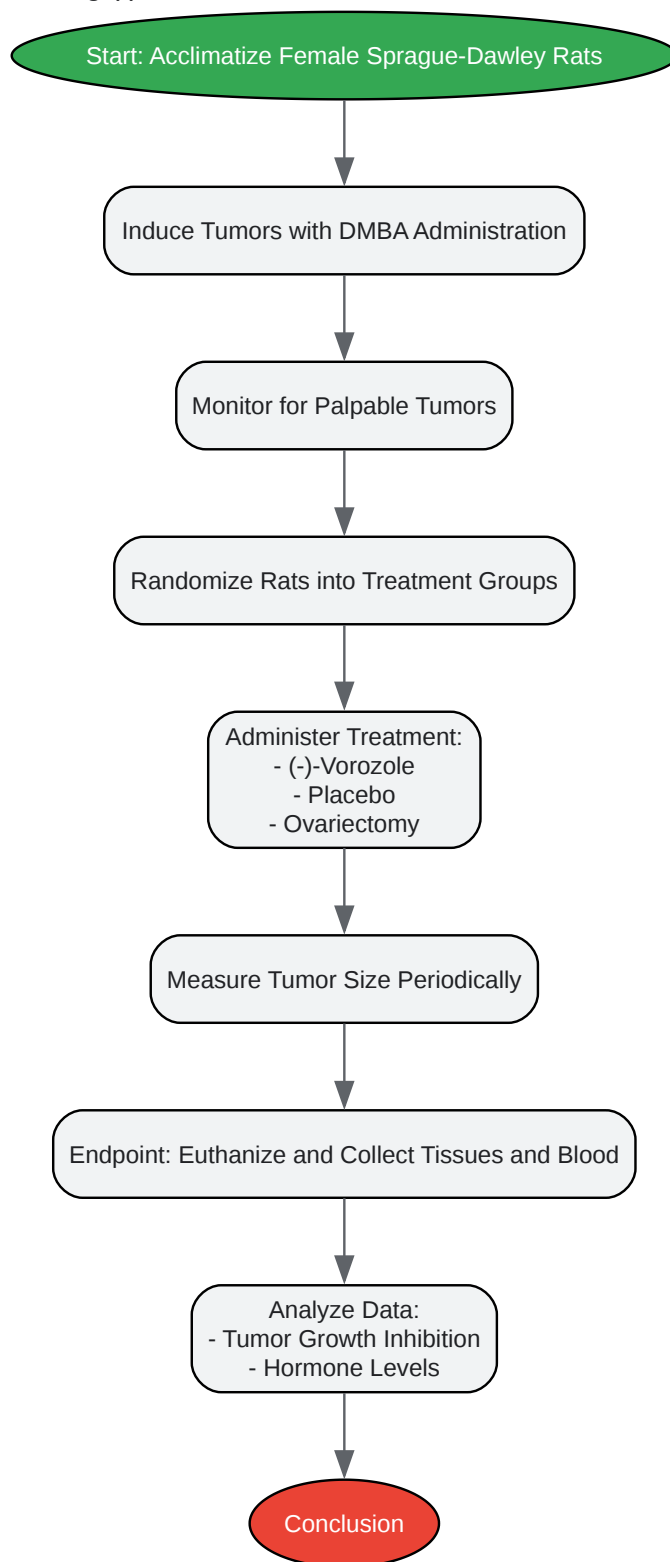 Start: Acclimatize Female Sprague-Dawley Rats
Induce Tumors with DMBA Administration
Monitor for Palpable Tumors
Randomize Rats into Treatment Groups
Administer Treatment:
- (-)-Vorozole
- Placebo
- Ovariectomy
Measure Tumor Size Periodically
Endpoint: Euthanize and Collect Tissues and Blood
Analyze Data:
- Tumor Growth Inhibition
- Hormone Levels
Conclusion